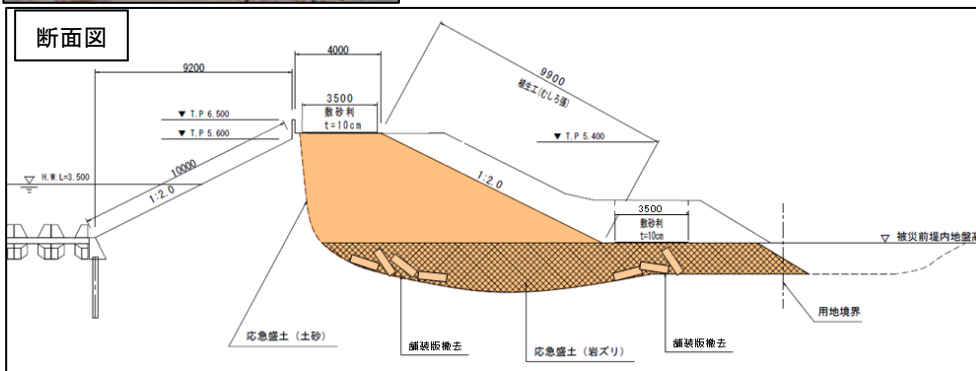 断面図
4000
9200
9900
植生工(むしろ張)
3500
敷砂利
t=10cm
▼ T.P 6.500
▼ T.P 5.600
▼ T.P 5.400
10000
1:2.0
H.W.L=3.500
1:2.0
3500
敷砂利
t=10cm
▽ 被災前堤内地盤高
用地境界
応急盛土（土砂）
舗装版撤去
応急盛土（岩ズリ）
舗装版撤去